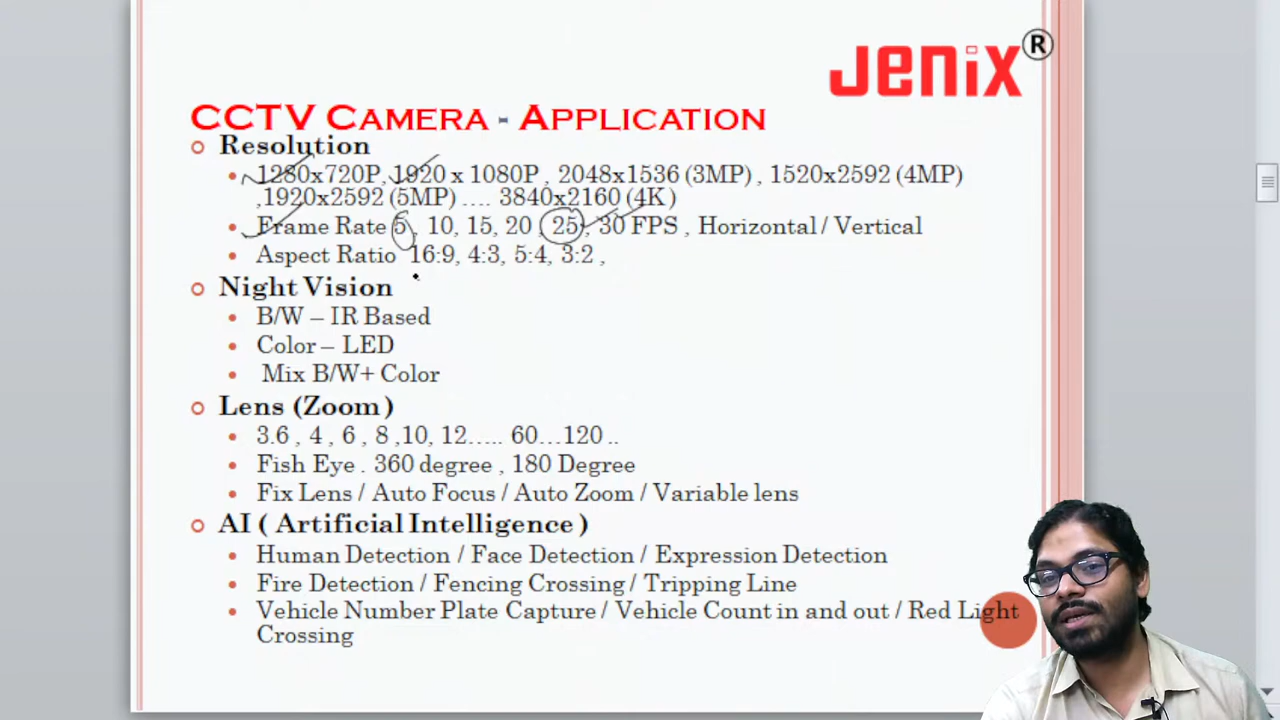 Jenix®
CCTV Camera - Application
Resolution
1280x720P, 1920 x 1080P , 2048x1536 (3MP) , 1520x2592 (4MP)
,1920x2592 (5MP) .... 3840x2160 (4K)
Frame Rate 5 , 10, 15, 20 , 25 , 30 FPS , Horizontal / Vertical
Aspect Ratio 16:9, 4:3, 5:4, 3:2 ,
Night Vision
B/W – IR Based
Color – LED
Mix B/W+ Color
Lens (Zoom )
3.6 , 4 , 6 , 8 ,10, 12….. 60…120 ..
Fish Eye . 360 degree , 180 Degree
Fix Lens / Auto Focus / Auto Zoom / Variable lens
AI ( Artificial Intelligence )
Human Detection / Face Detection / Expression Detection
Fire Detection / Fencing Crossing / Tripping Line
Vehicle Number Plate Capture / Vehicle Count in and out / Red Light
Crossing